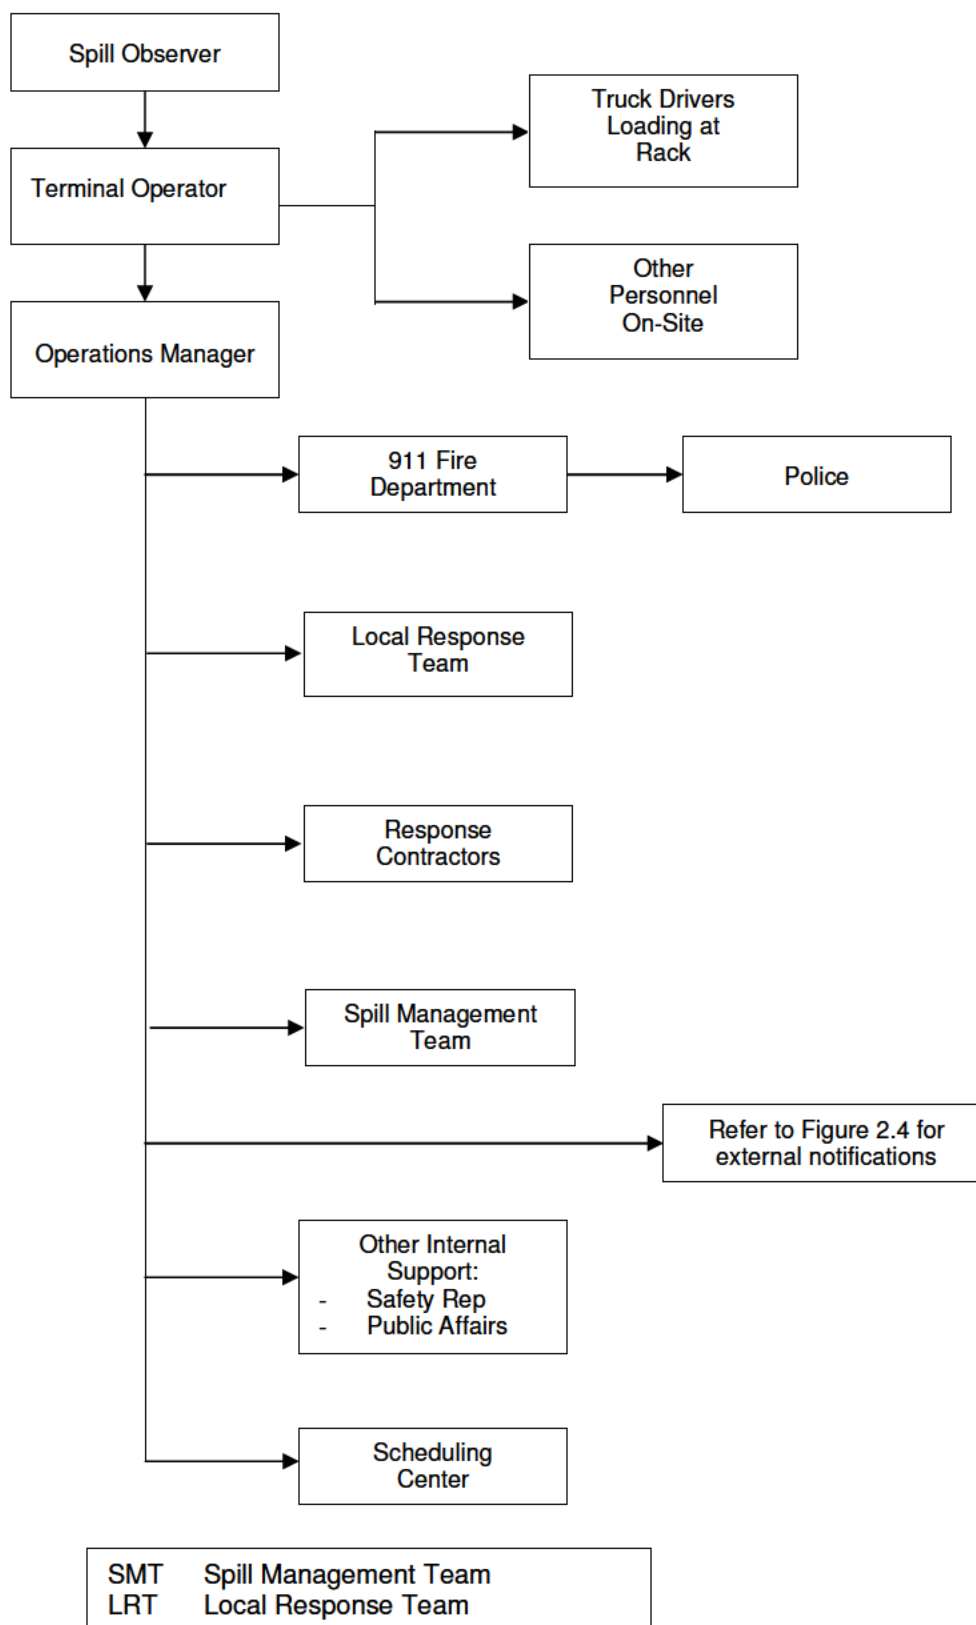 Spill Observer
Truck Drivers
Loading at
Rack
Terminal Operator
Other
Personnel
On-Site
Operations Manager
911 Fire
Department
Police
Local Response
Team
Response
Contractors
Spill Management
Team
Refer to Figure 2.4 for
external notifications
Other Internal
Support:
- Safety Rep
- Public Affairs
Scheduling
Center
SMT Spill Management Team
LRT Local Response Team